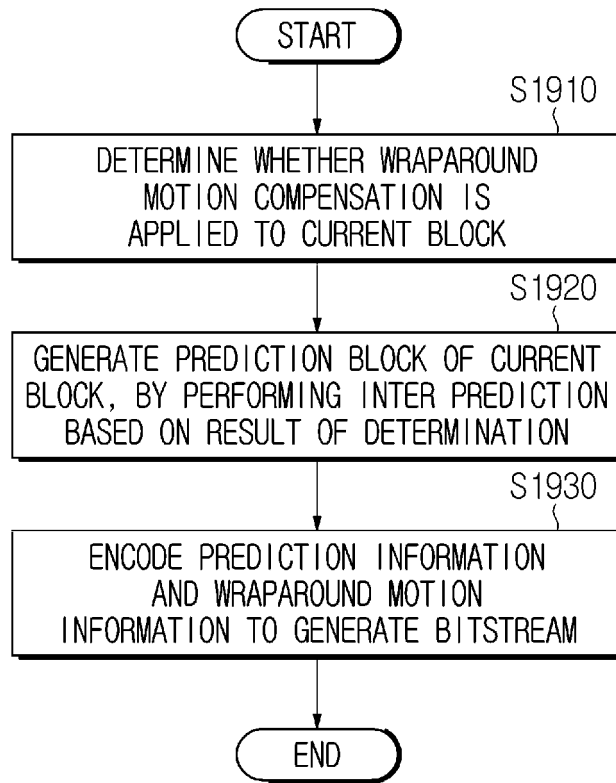 START
S1910
DETERMINE WHETHER WRAPAROUND
MOTION COMPENSATION IS
APPLIED TO CURRENT BLOCK
S1920
GENERATE PREDICTION BLOCK OF CURRENT
BLOCK, BY PERFORMING INTER PREDICTION
BASED ON RESULT OF DETERMINATION
S1930
ENCODE PREDICTION INFORMATION
AND WRAPAROUND MOTION
INFORMATION TO GENERATE BITSTREAM
END